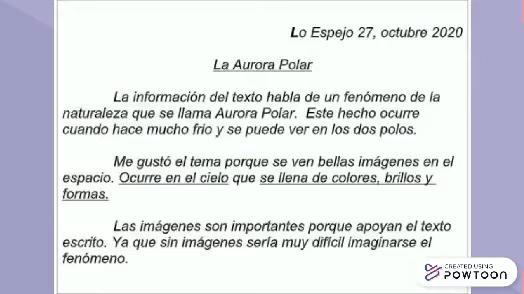 Lo Espejo 27, octubre 2020
La Aurora Polar
La información del texto habla de un fenómeno de la
naturaleza que se llama Aurora Polar. Este hecho ocurre
cuando hace mucho frio y se puede ver en los dos polos.
Me gustó el tema porque se ven bellas imágenes en el
espacio. Ocurre en el cielo que se llena de colores, brillos y
formas.
Las imágenes son importantes porque apoyan el texto
escrito. Ya que sin imágenes sería muy difícil imaginarse el
fenómeno.
CREATED USING
POWTOON